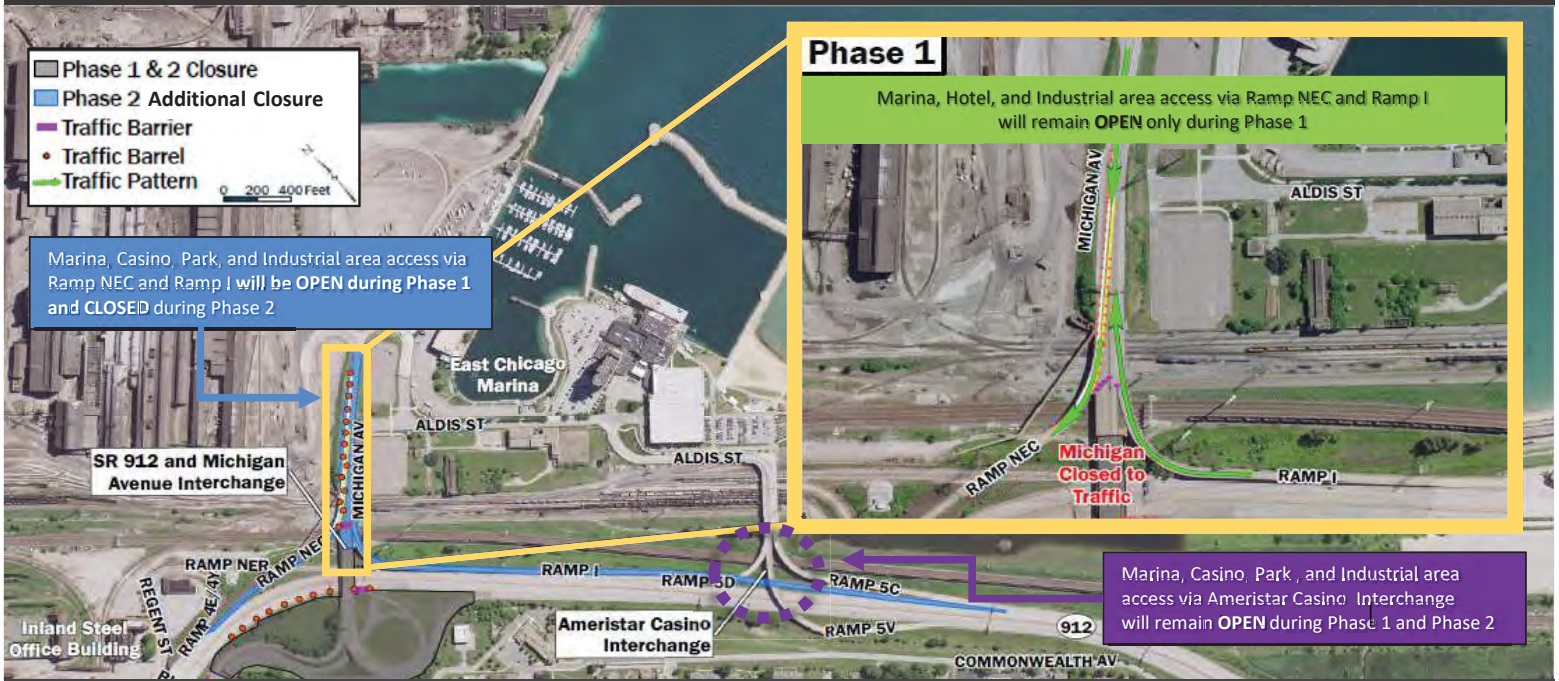 Phase 1 & 2 Closure
Phase 2 Additional Closure
Traffic Barrier
Traffic Barrel
Traffic Pattern
N
0 200 400 Feet
Marina, Casino, Park, and Industrial area access via
Ramp NEC and Ramp I will be OPEN during Phase 1
and CLOSED during Phase 2
Phase 1
Marina, Hotel, and Industrial area access via Ramp NEC and Ramp I
will remain OPEN only during Phase 1
MICHIGAN AV
ALDIS ST
RAMP NEC
Michigan
Closed to
Traffic
RAMP I
East Chicago
Marina
ALDIS ST
ALDIS ST
MICHIGAN AV
SR 912 and Michigan
Avenue Interchange
RAMP NER
RAMP NEC
RAMP 4E/4Y
REGENT ST
Inland Steel
Office Building
RAMP I
RAMP 5D
RAMP 5C
RAMP 5V
Ameristar Casino
Interchange
912
COMMONWEALTH AV
Marina, Casino, Park , and Industrial area
access via Ameristar Casino Interchange
will remain OPEN during Phase 1 and Phase 2